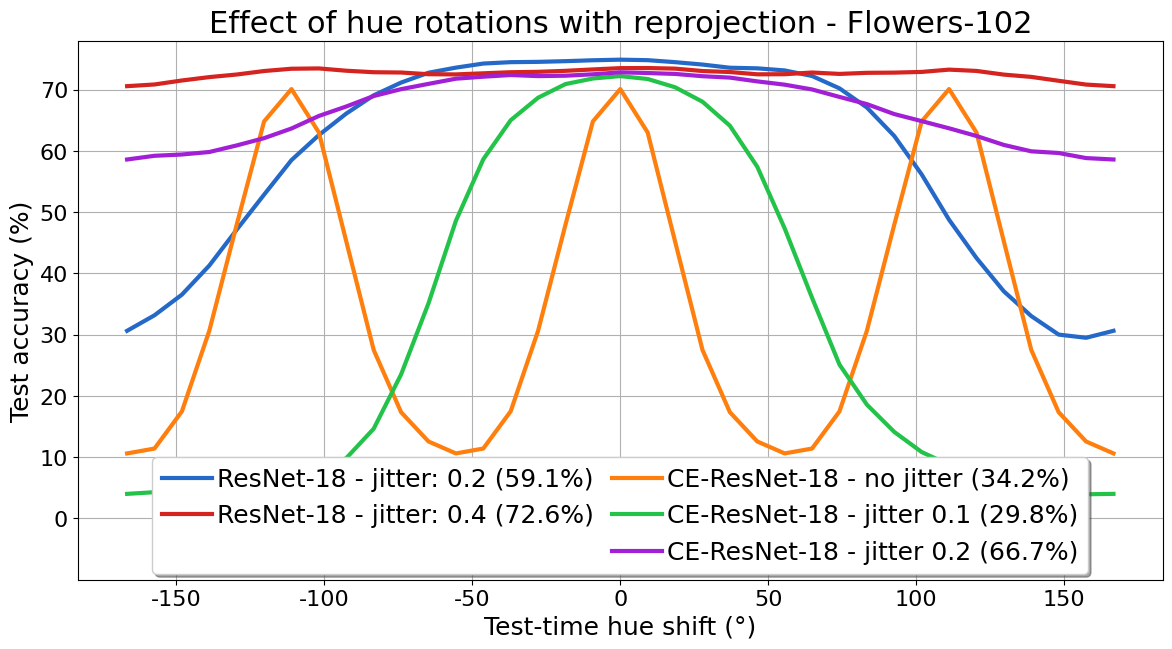 Effect of hue rotations with reprojection - Flowers-102
Test accuracy (%)
70
60
50
40
30
20
10
0
ResNet-18 - jitter: 0.2 (59.1%)
ResNet-18 - jitter: 0.4 (72.6%)
CE-ResNet-18 - no jitter (34.2%)
CE-ResNet-18 - jitter 0.1 (29.8%)
CE-ResNet-18 - jitter 0.2 (66.7%)
-150 -100 -50 0 50 100 150
Test-time hue shift (°)